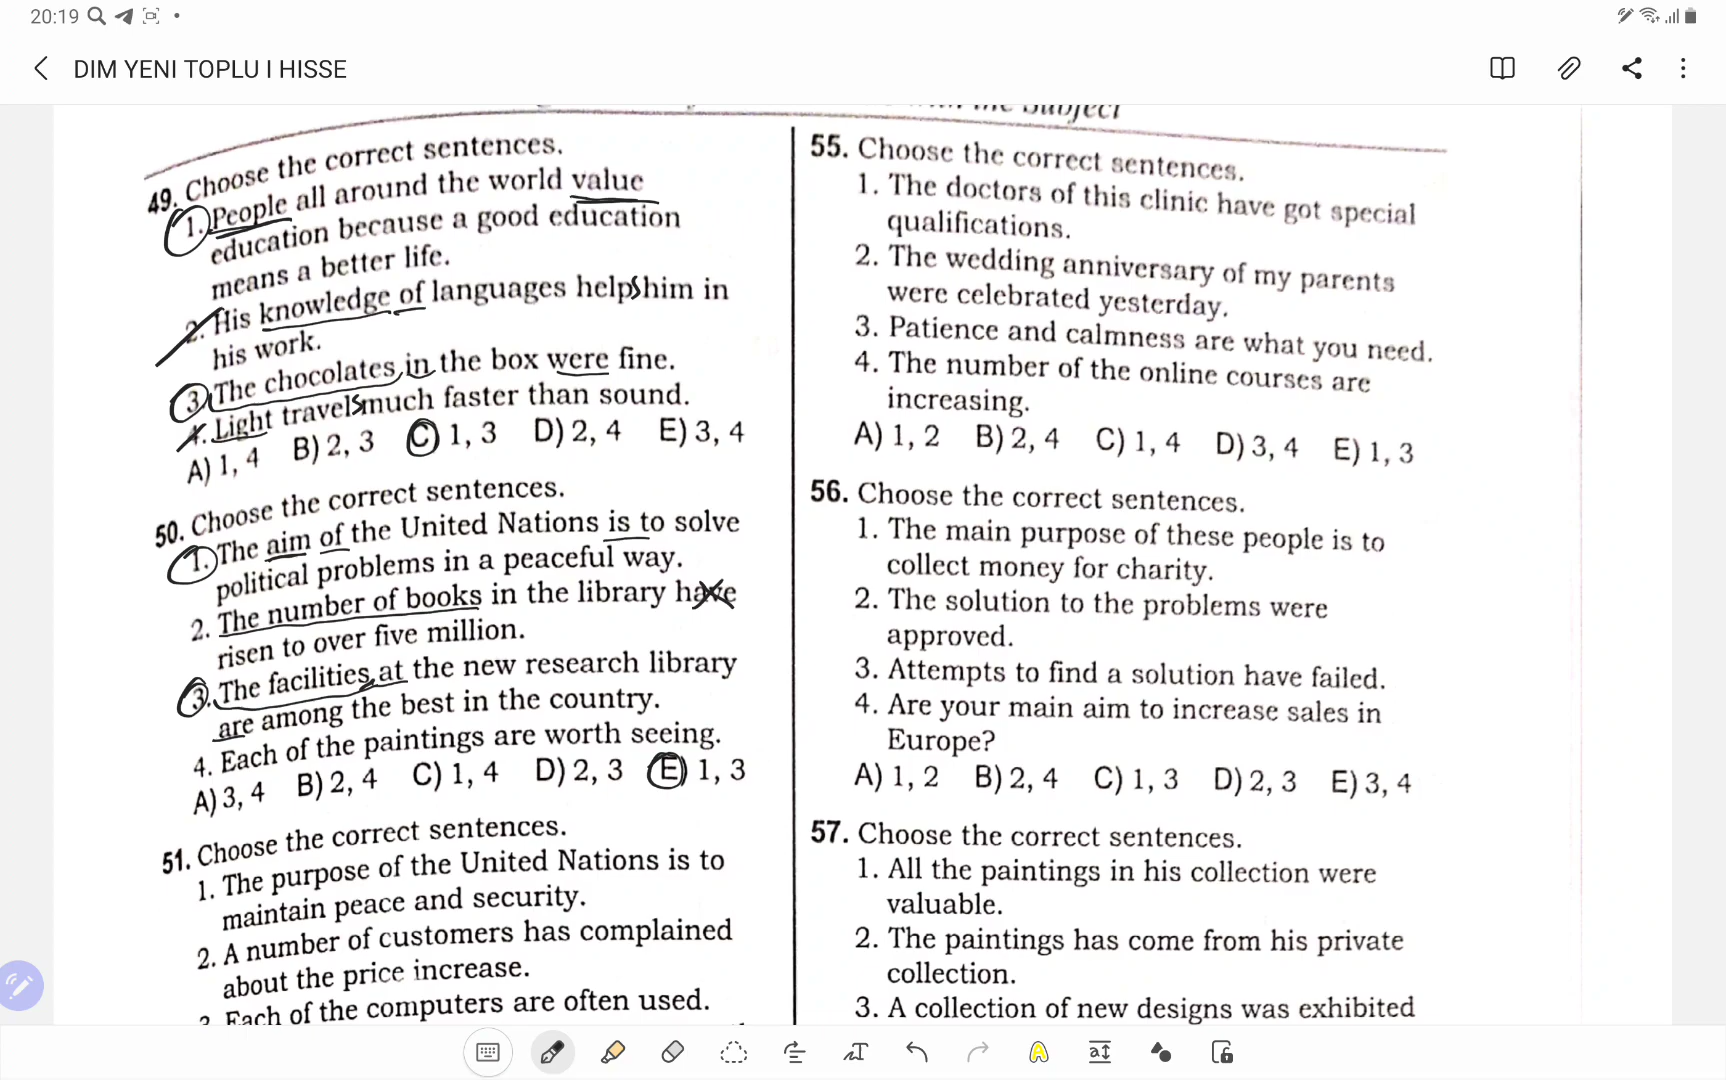 20:19
DIM YENI TOPLU I HISSE
the Subject
49. Choose the correct sentences.
1. People all around the world value
education because a good education
means a better life.
2. His knowledge of languages helpshim in
his work.
3. The chocolates in the box were fine.
4. Light travelsmuch faster than sound.
A) 1, 4 B) 2, 3 C) 1, 3 D) 2, 4 E) 3, 4
50. Choose the correct sentences.
1. The aim of the United Nations is to solve
political problems in a peaceful way.
2. The number of books in the library have
risen to over five million.
3. The facilities at the new research library
are among the best in the country.
4. Each of the paintings are worth seeing.
A) 3, 4 B) 2, 4 C) 1, 4 D) 2, 3 E) 1, 3
51. Choose the correct sentences.
1. The purpose of the United Nations is to
maintain peace and security.
2. A number of customers has complained
about the price increase.
3. Each of the computers are often used.
55. Choose the correct sentences.
1. The doctors of this clinic have got special
qualifications.
2. The wedding anniversary of my parents
were celebrated yesterday.
3. Patience and calmness are what you need.
4. The number of the online courses are
increasing.
A) 1, 2 B) 2, 4 C) 1, 4 D) 3, 4 E) 1, 3
56. Choose the correct sentences.
1. The main purpose of these people is to
collect money for charity.
2. The solution to the problems were
approved.
3. Attempts to find a solution have failed.
4. Are your main aim to increase sales in
Europe?
A) 1, 2 B) 2, 4 C) 1, 3 D) 2, 3 E) 3, 4
57. Choose the correct sentences.
1. All the paintings in his collection were
valuable.
2. The paintings has come from his private
collection.
3. A collection of new designs was exhibited